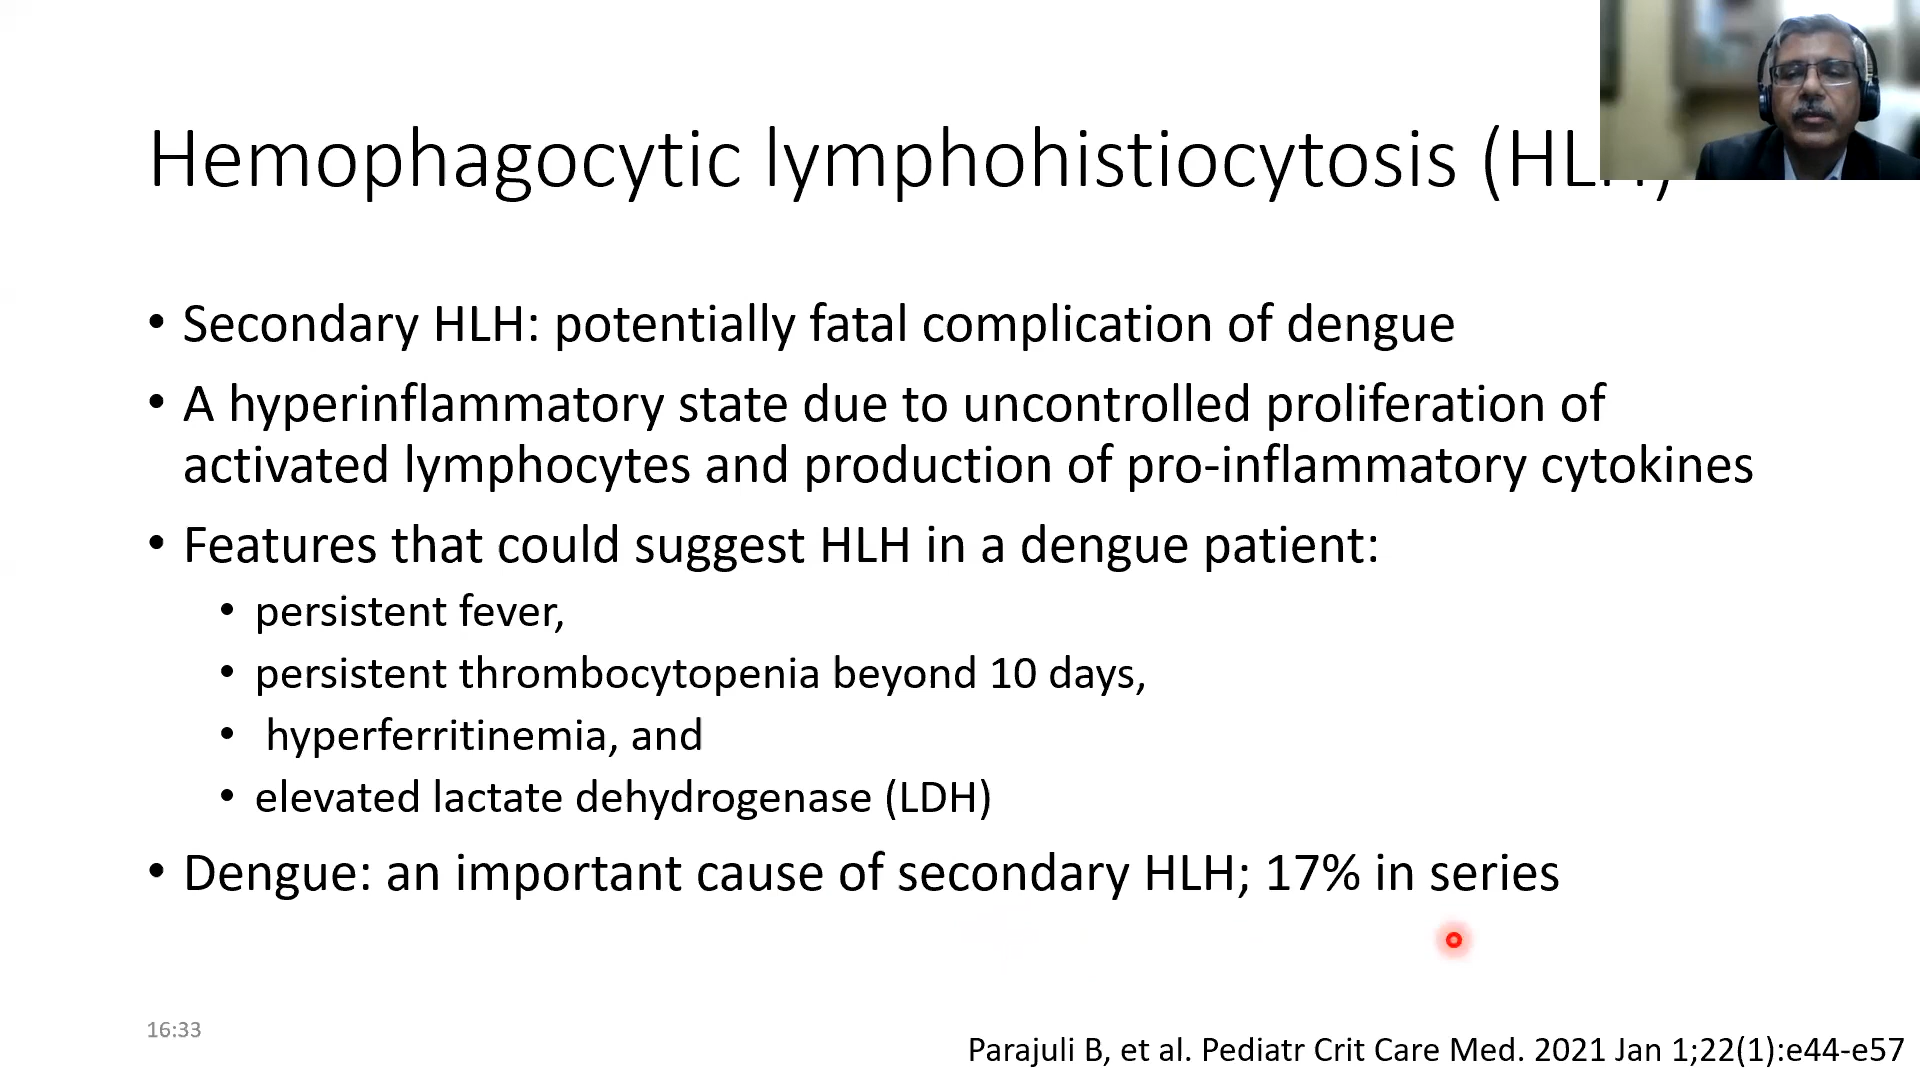 Hemophagocytic lymphohistiocytosis (HLH)
• Secondary HLH: potentially fatal complication of dengue
• A hyperinflammatory state due to uncontrolled proliferation of
activated lymphocytes and production of pro-inflammatory cytokines
• Features that could suggest HLH in a dengue patient:
• persistent fever,
• persistent thrombocytopenia beyond 10 days,
• hyperferritinemia, and
• elevated lactate dehydrogenase (LDH)
• Dengue: an important cause of secondary HLH; 17% in series
16:33
Parajuli B, et al. Pediatr Crit Care Med. 2021 Jan 1;22(1):e44-e57